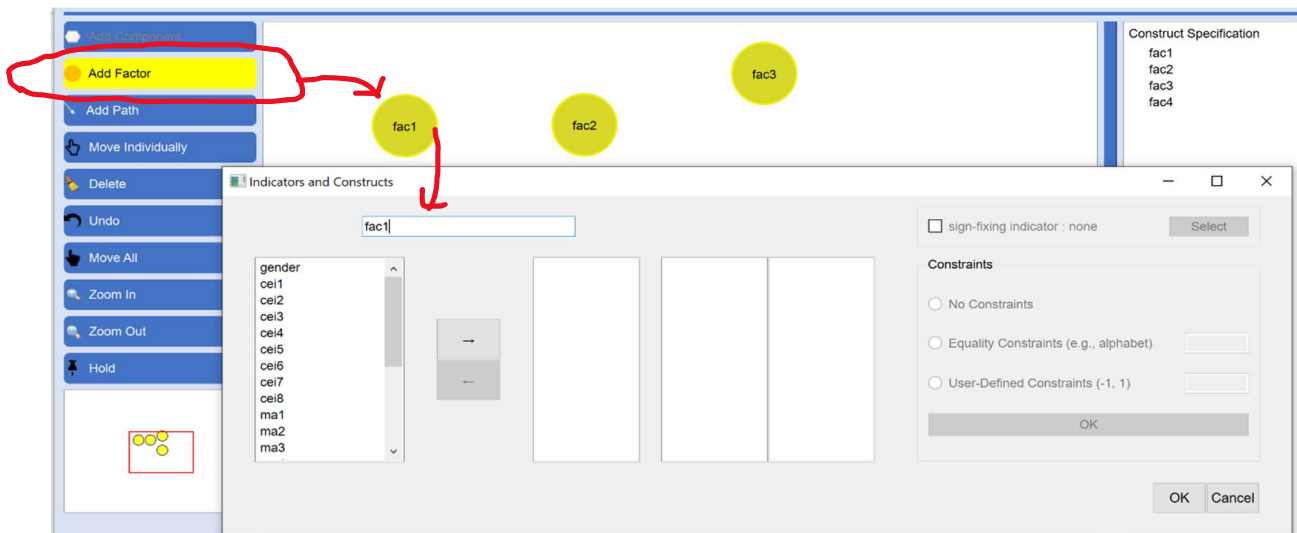 Add Component
Add Factor
Add Path
Move Individually
Delete
Undo
Move All
Zoom In
Zoom Out
Hold
fac1
fac2
fac3
Construct Specification
fac1
fac2
fac3
fac4
Indicators and Constructs
fac1
gender
cei1
cei2
cei3
cei4
cei5
cei6
cei7
cei8
ma1
ma2
ma3
→
←
sign-fixing indicator : none
Select
Constraints
No Constraints
Equality Constraints (e.g., alphabet)
User-Defined Constraints (-1, 1)
OK
OK
Cancel